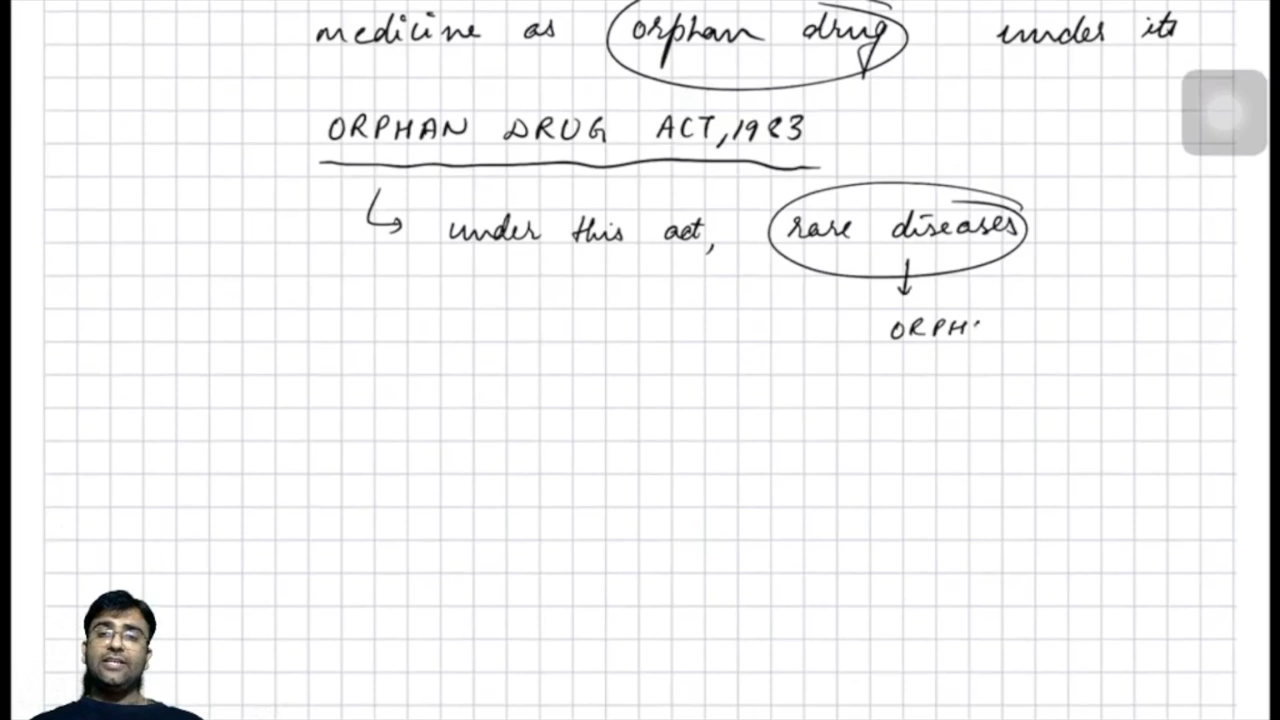 medicine as orphan drug under its
ORPHAN DRUG ACT, 1983
under this act, rare diseases
ORPH